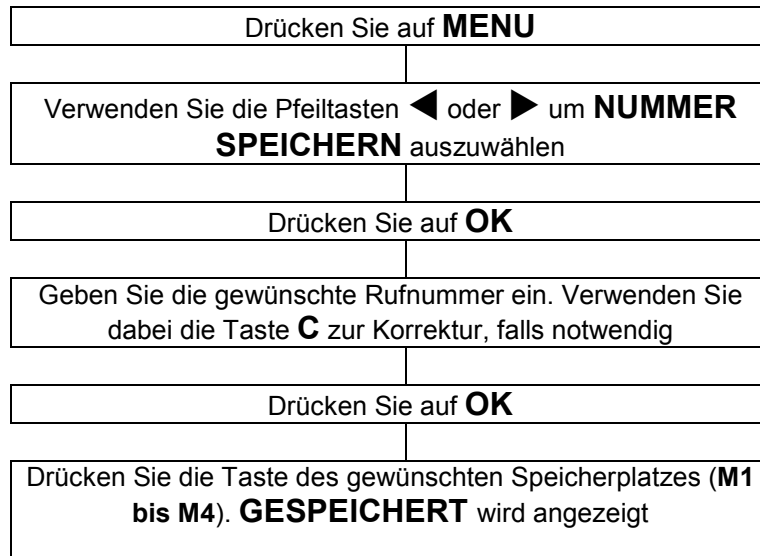 Drücken Sie auf MENU
Verwenden Sie die Pfeiltasten ◀ oder ▶ um NUMMER
SPEICHERN auszuwählen
Drücken Sie auf OK
Geben Sie die gewünschte Rufnummer ein. Verwenden Sie
dabei die Taste C zur Korrektur, falls notwendig
Drücken Sie auf OK
Drücken Sie die Taste des gewünschten Speicherplatzes (M1
bis M4). GESPEICHERT wird angezeigt